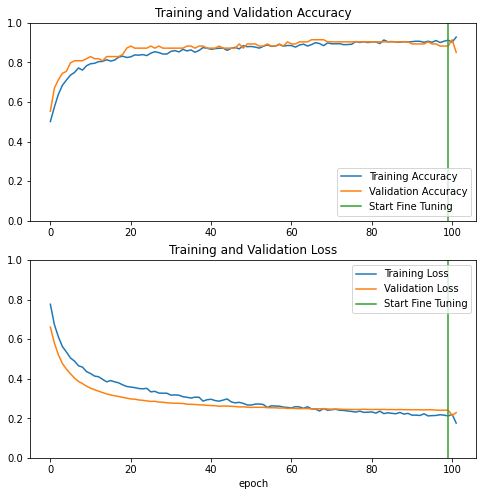 Training and Validation Accuracy
1.0
0.8
0.6
0.4
0.2
0.0
Training Accuracy
Validation Accuracy
Start Fine Tuning
0 20 40 60 80 100
Training and Validation Loss
1.0
0.8
0.6
0.4
0.2
0.0
Training Loss
Validation Loss
Start Fine Tuning
0 20 40 60 80 100
epoch